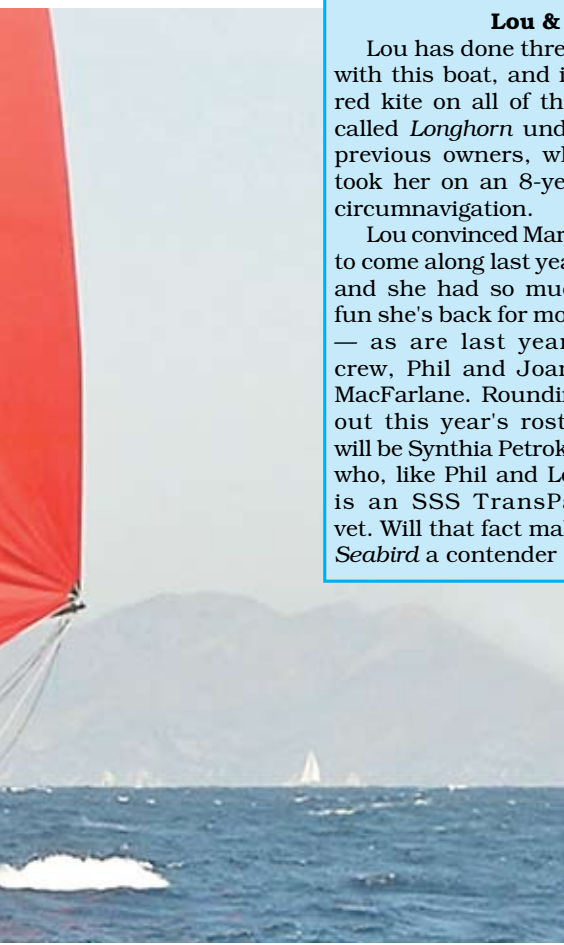 Lou &
Lou has done thre
with this boat, and i
red kite on all of th
called Longhorn und
previous owners, wh
took her on an 8-ye
circumnavigation.
Lou convinced Mar
to come along last yea
and she had so muc
fun she's back for mo
— as are last year
crew, Phil and Joan
MacFarlane. Roundin
out this year's rost
will be Synthia Petrok
who, like Phil and Lo
is an SSS TransPa
vet. Will that fact mak
Seabird a contender